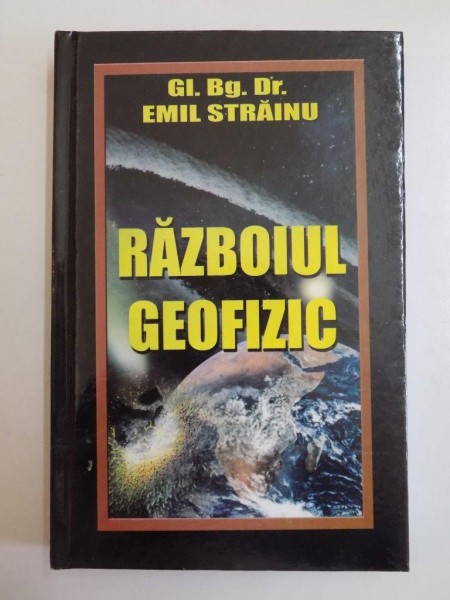 Gl. Bg. Dr.
EMIL STRĂINU
RĂZBOIUL
GEOFIZIC